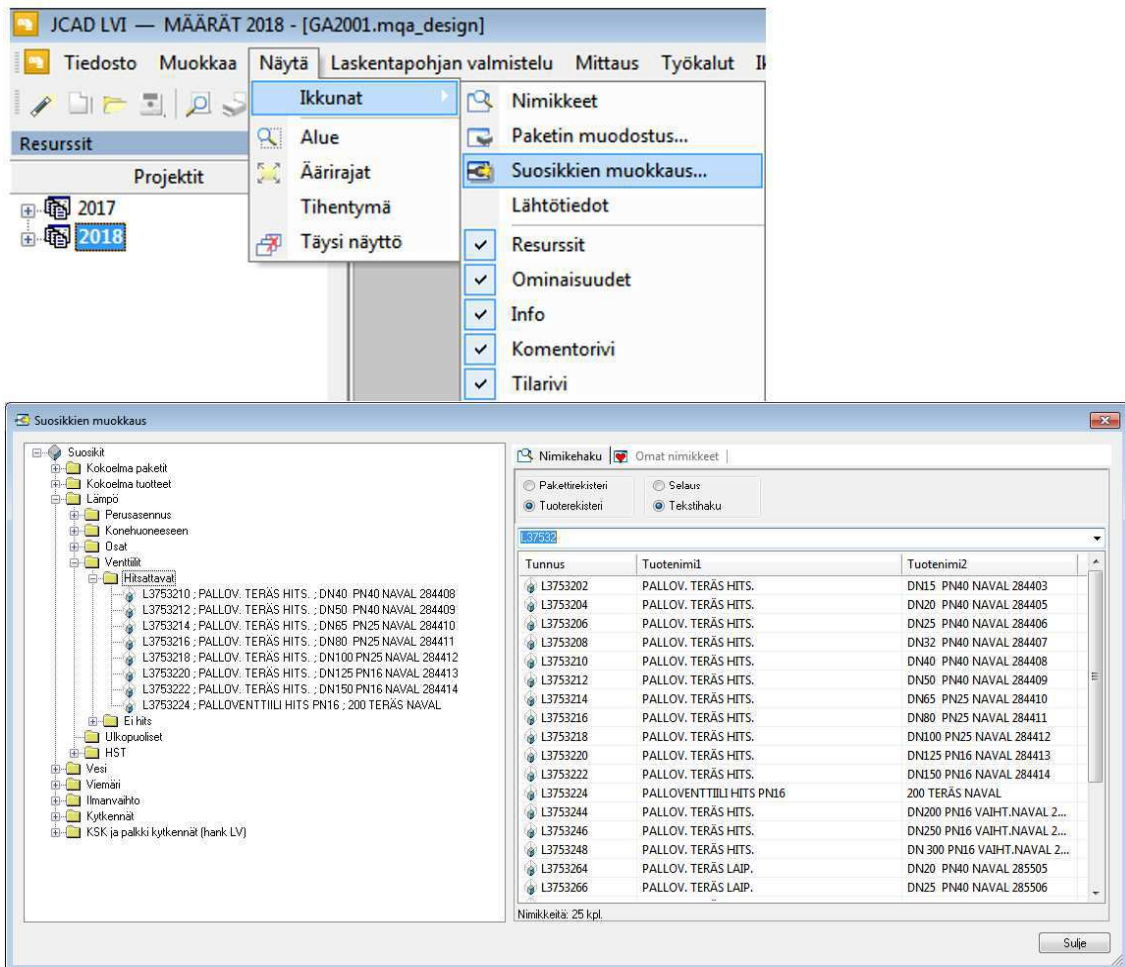 JCAD LVI — MÄÄRÄT 2018 - [GA2001.mqa_design]
Tiedosto Muokkaa Näytä Laskentapohjan valmistelu Mittaus Työkalut
Resurssit
Projektit
2017
2018
Ikkunat
Alue
Äärirajat
Tihentymä
Täysi näyttö
Nimikkeet
Paketin muodostus...
Suosikkien muokkaus...
Lähtötiedot
Resurssit
Ominaisuudet
Info
Komentorivi
Tilarivi
Suosikkien muokkaus
Suosikit
Kokoelma paketit
Kokoelma tuotteet
Lämpö
Perusasennus
Konehuoneeseen
Osat
Venttiilit
Hitsattavat
L3753210 ; PALLOV. TERÄS HITS. ; DN40 PN40 NAVAL 284408
L3753212 ; PALLOV. TERÄS HITS. ; DN50 PN40 NAVAL 284409
L3753214 ; PALLOV. TERÄS HITS. ; DN65 PN25 NAVAL 284410
L3753216 ; PALLOV. TERÄS HITS. ; DN80 PN25 NAVAL 284411
L3753218 ; PALLOV. TERÄS HITS. ; DN100 PN25 NAVAL 284412
L3753220 ; PALLOV. TERÄS HITS. ; DN125 PN16 NAVAL 284413
L3753222 ; PALLOV. TERÄS HITS. ; DN150 PN16 NAVAL 284414
L3753224 ; PALLOVENTTIILI HITS PN16 ; 200 TERÄS NAVAL
Ei hits
Ulkopuoliset
HST
Vesi
Viemäri
Ilmanvaihto
Kytkennät
KSK ja palkki kytkennät (hank LV)
Nimikehaku Omat nimikkeet
Pakettirekisteri Selaus
Tuoterekisteri Tekstihaku
L37532
Tunnus Tuotenimi1 Tuotenimi2
L3753202 PALLOV. TERÄS HITS. DN15 PN40 NAVAL 284403
L3753204 PALLOV. TERÄS HITS. DN20 PN40 NAVAL 284405
L3753206 PALLOV. TERÄS HITS. DN25 PN40 NAVAL 284406
L3753208 PALLOV. TERÄS HITS. DN32 PN40 NAVAL 284407
L3753210 PALLOV. TERÄS HITS. DN40 PN40 NAVAL 284408
L3753212 PALLOV. TERÄS HITS. DN50 PN40 NAVAL 284409
L3753214 PALLOV. TERÄS HITS. DN65 PN25 NAVAL 284410
L3753216 PALLOV. TERÄS HITS. DN80 PN25 NAVAL 284411
L3753218 PALLOV. TERÄS HITS. DN100 PN25 NAVAL 284412
L3753220 PALLOV. TERÄS HITS. DN125 PN16 NAVAL 284413
L3753222 PALLOV. TERÄS HITS. DN150 PN16 NAVAL 284414
L3753224 PALLOVENTTIILI HITS PN16 200 TERÄS NAVAL
L3753244 PALLOV. TERÄS HITS. DN200 PN16 VAIHT.NAVAL 2...
L3753246 PALLOV. TERÄS HITS. DN250 PN16 VAIHT.NAVAL 2...
L3753248 PALLOV. TERÄS HITS. DN 300 PN16 VAIHT.NAVAL 2...
L3753264 PALLOV. TERÄS LAIP. DN20 PN40 NAVAL 285505
L3753266 PALLOV. TERÄS LAIP. DN25 PN40 NAVAL 285506
Nimikkeitä: 25 kpl.
Sulje